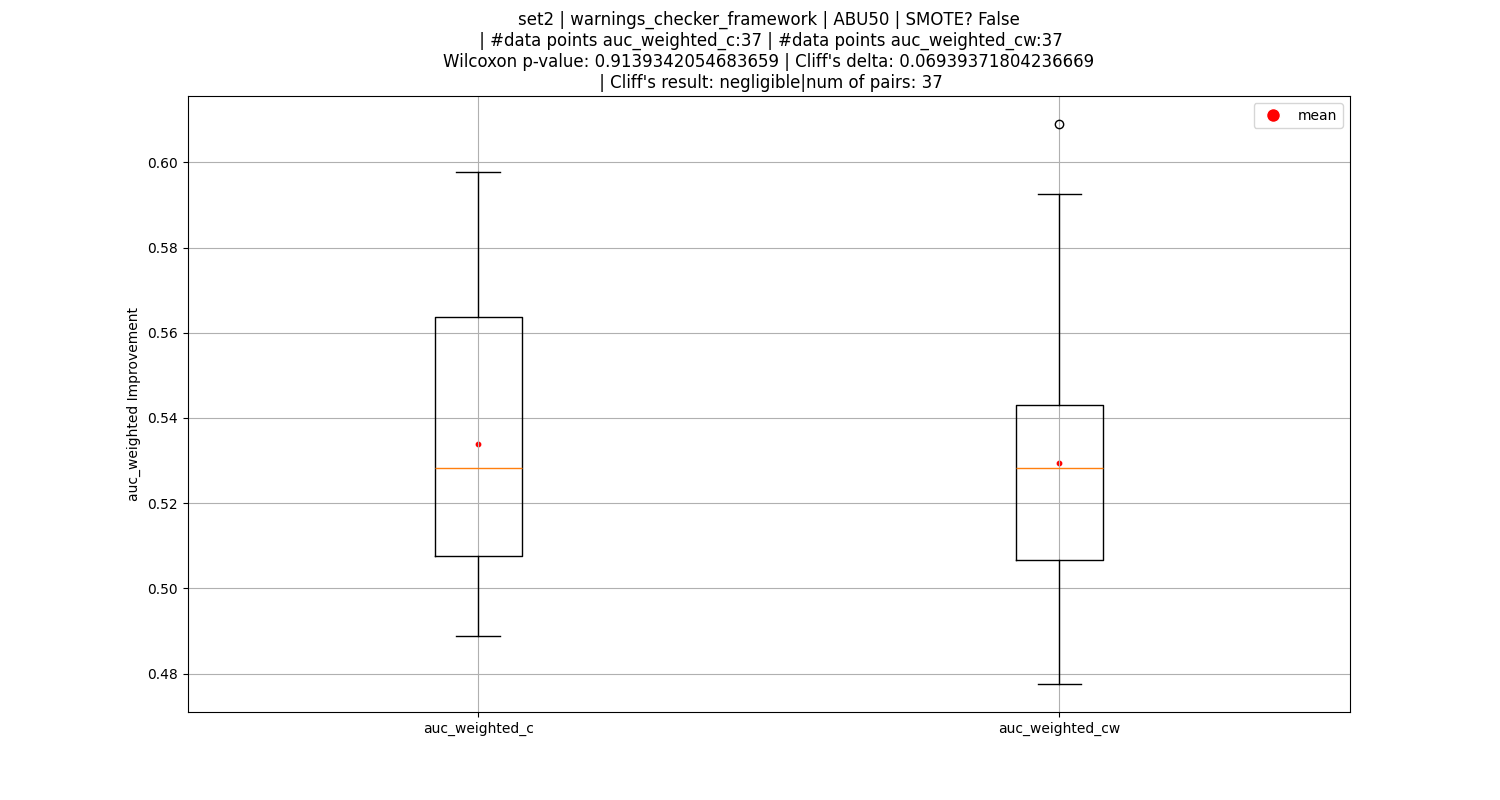 set2 | warnings_checker_framework | ABU50 | SMOTE? False
| #data points auc_weighted_c:37 | #data points auc_weighted_cw:37
Wilcoxon p-value: 0.9139342054683659 | Cliff's delta: 0.06939371804236669
| Cliff's result: negligible|num of pairs: 37
mean
0.60
0.58
0.56
0.54
0.52
0.50
0.48
auc_weighted Improvement
auc_weighted_c
auc_weighted_cw